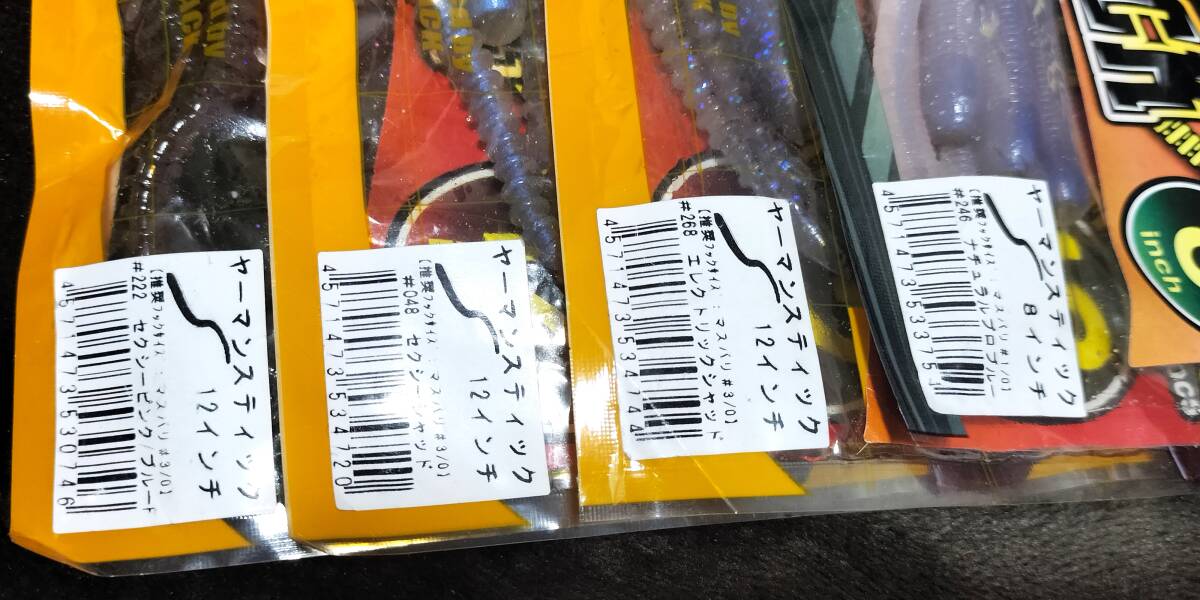 ヤーマンスティック
12インチ
[推奨フックサイズ：マスバリ#3/0]
#222 セクシーピンクブレード
4571473530746
ヤーマンスティック
12インチ
[推奨フックサイズ：マスバリ#3/0]
#048 セクシーシャッド
4571473534720
ヤーマンスティック
12インチ
[推奨フックサイズ：マスバリ#3/0]
#268 エレクトリックシャッド
4571473534744
ヤーマンスティック
8インチ
[推奨フックサイズ：マスバリ#1/0]
#246 ナチュラルプロブルー
4571473533751
inch